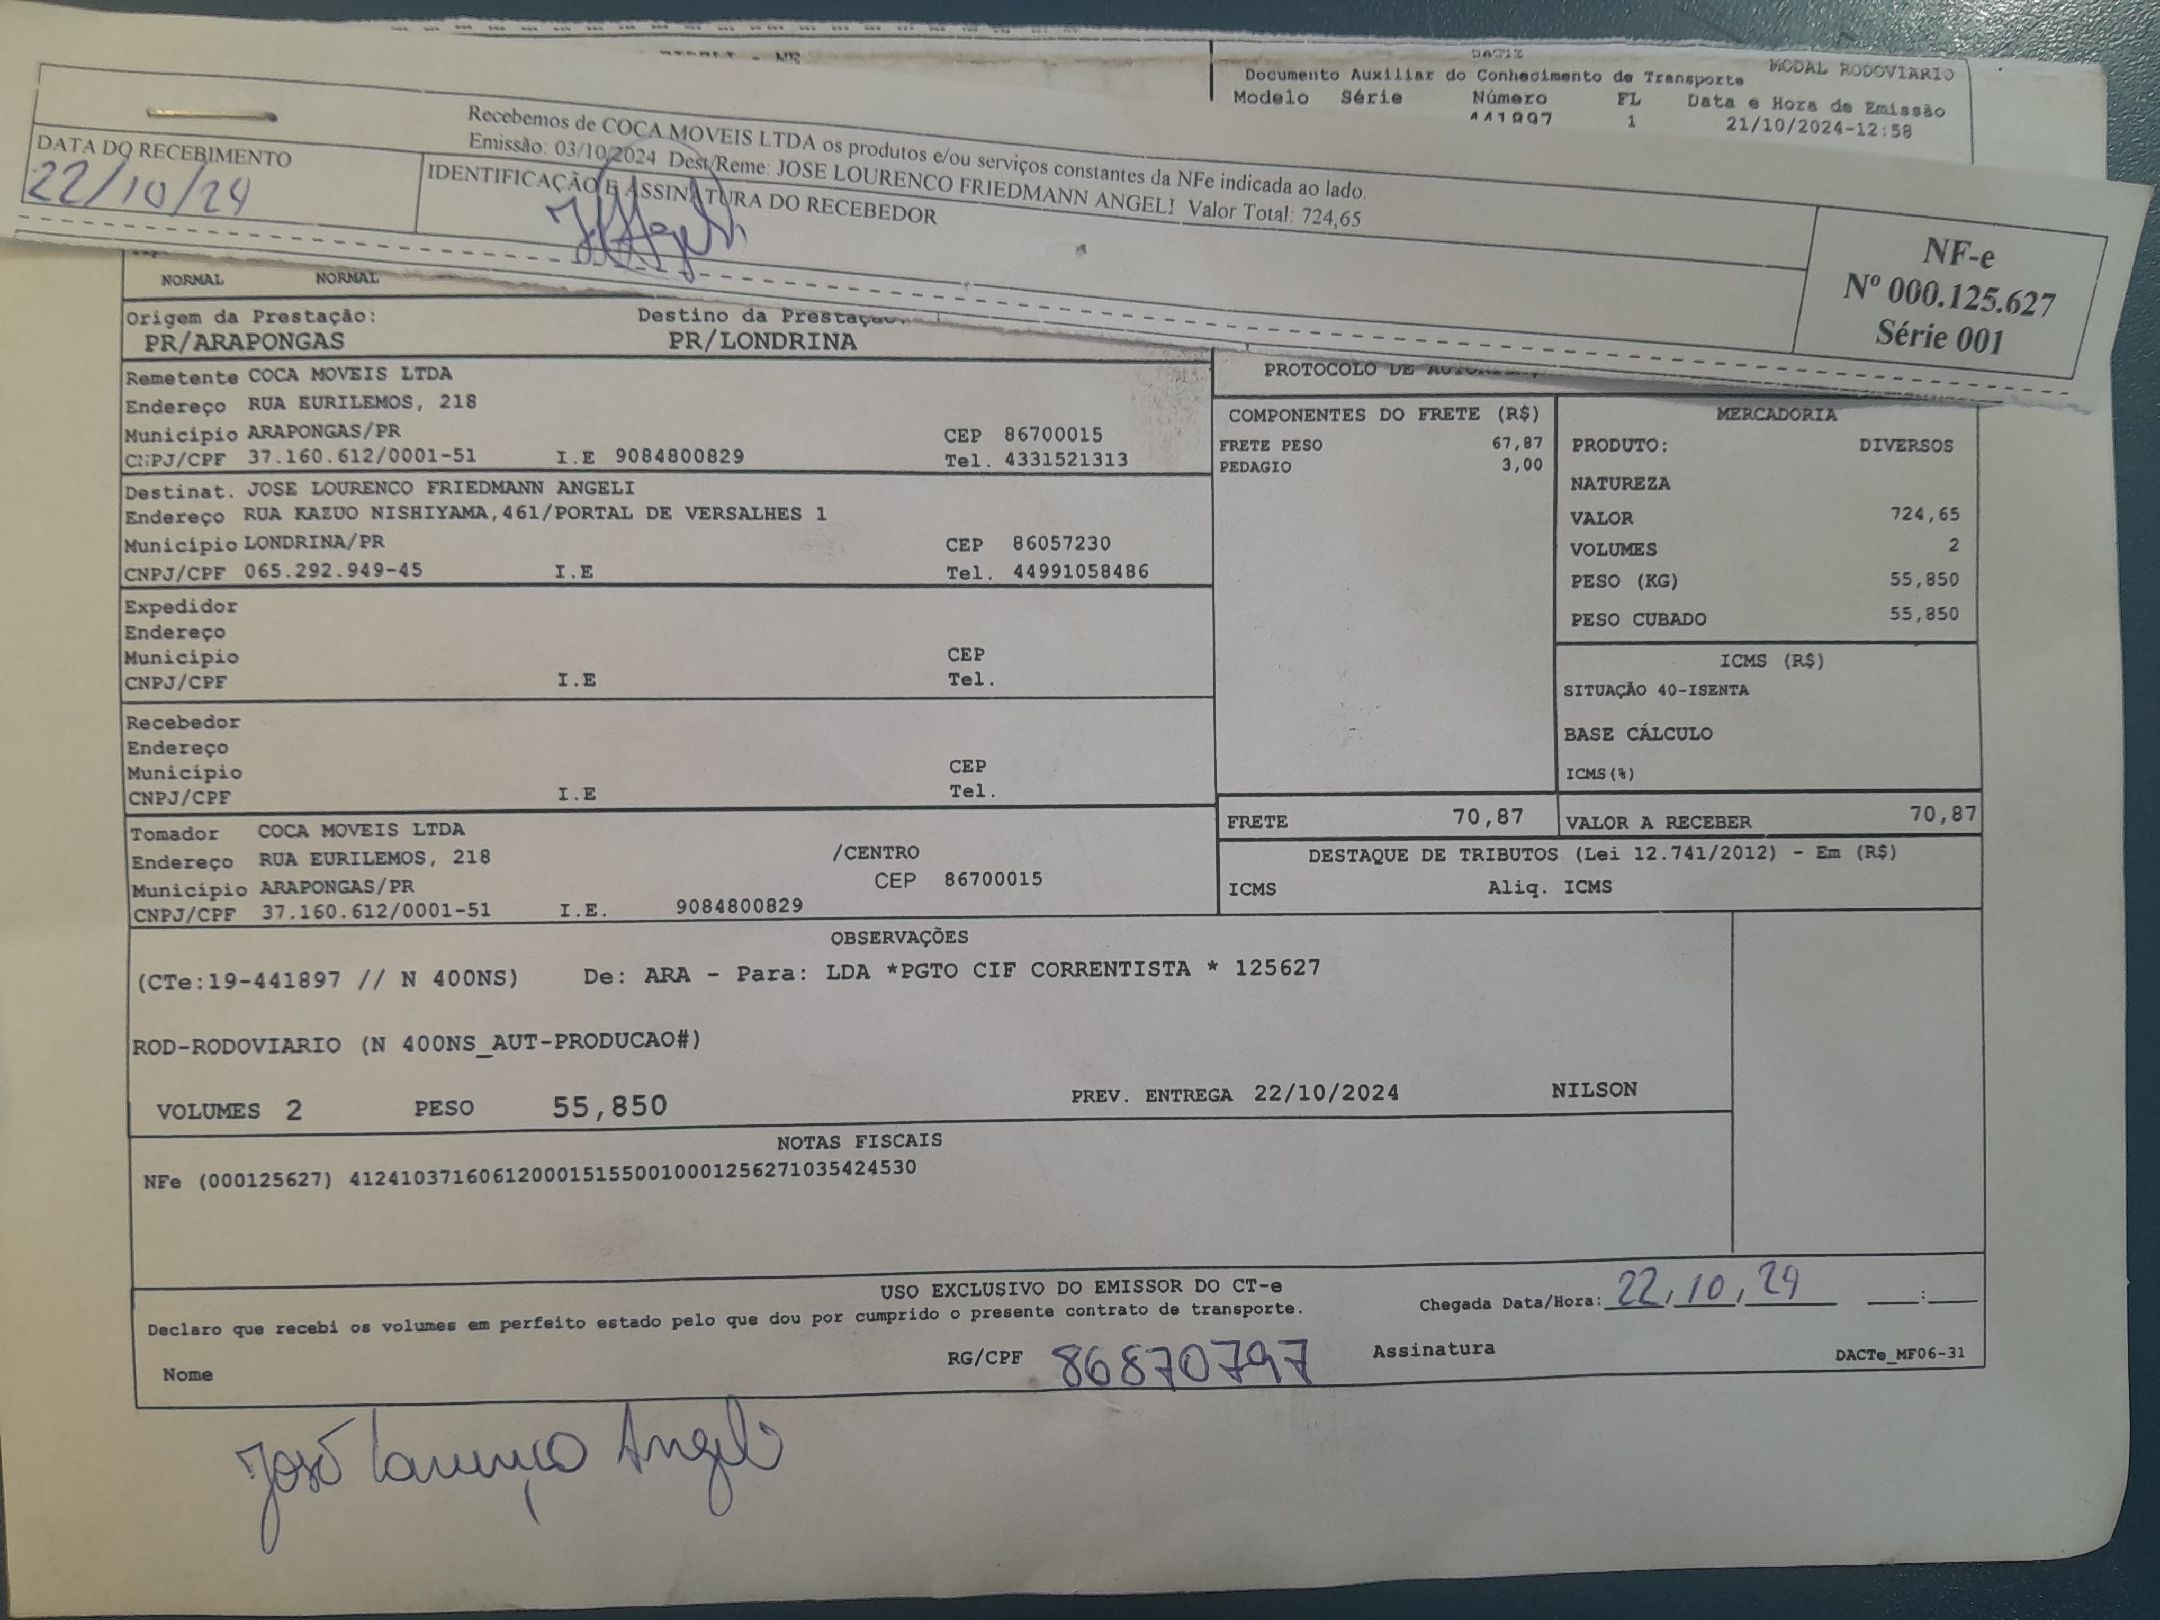 Recebemos de COCA MOVEIS LTDA os produtos e/ou serviços constantes da NFe indicada ao lado.
Emissão: 03/10/2024 Dest/Reme: JOSE LOURENCO FRIEDMANN ANGELI Valor Total: 724,65
DATA DO RECEBIMENTO
22/10/24
IDENTIFICAÇÃO E ASSINATURA DO RECEBEDOR
NF-e
Nº 000.125.627
Série 001
MODAL RODOVIARIO
Documento Auxiliar do Conhecimento de Transporte
Modelo Série Número FL Data e Hora de Emissão
441897 1 21/10/2024-12:58
NORMAL NORMAL
Origem da Prestação: Destino da Prestação:
PR/ARAPONGAS PR/LONDRINA
Remetente COCA MOVEIS LTDA
Endereço RUA EURILEMOS, 218
Município ARAPONGAS/PR CEP 86700015
CNPJ/CPF 37.160.612/0001-51 I.E 9084800829 Tel. 4331521313
Destinat. JOSE LOURENCO FRIEDMANN ANGELI
Endereço RUA KAZUO NISHIYAMA,461/PORTAL DE VERSALHES 1
Município LONDRINA/PR CEP 86057230
CNPJ/CPF 065.292.949-45 I.E Tel. 44991058486
Expedidor
Endereço
Município CEP
CNPJ/CPF I.E Tel.
Recebedor
Endereço
Município CEP
CNPJ/CPF I.E Tel.
Tomador COCA MOVEIS LTDA
Endereço RUA EURILEMOS, 218 /CENTRO
Município ARAPONGAS/PR CEP 86700015
CNPJ/CPF 37.160.612/0001-51 I.E. 9084800829
PROTOCOLO DE
COMPONENTES DO FRETE (R$)
FRETE PESO 67,87
PEDAGIO 3,00
MERCADORIA
PRODUTO: DIVERSOS
NATUREZA
VALOR 724,65
VOLUMES 2
PESO (KG) 55,850
PESO CUBADO 55,850
ICMS (R$)
SITUAÇÃO 40-ISENTA
BASE CÁLCULO
ICMS(%)
FRETE 70,87 VALOR A RECEBER 70,87
DESTAQUE DE TRIBUTOS (Lei 12.741/2012) - Em (R$)
ICMS Aliq. ICMS
OBSERVAÇÕES
(CTe:19-441897 // N 400NS) De: ARA - Para: LDA *PGTO CIF CORRENTISTA * 125627
ROD-RODOVIARIO (N 400NS_AUT-PRODUCAO#)
VOLUMES 2 PESO 55,850 PREV. ENTREGA 22/10/2024 NILSON
NOTAS FISCAIS
NFe (000125627) 41241037160612000151550010001256271035424530
USO EXCLUSIVO DO EMISSOR DO CT-e
Declaro que recebi os volumes em perfeito estado pelo que dou por cumprido o presente contrato de transporte.
Chegada Data/Hora: 22/10/24 __:__
Nome RG/CPF 86870797 Assinatura DACTe_MF06-31
José Lourenço Angeli